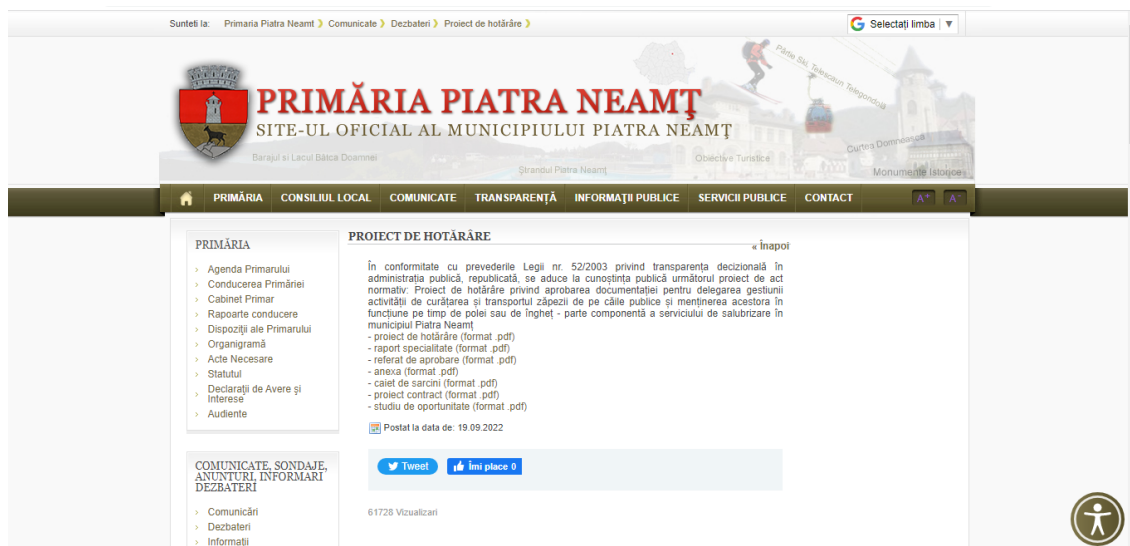 Sunteti la: Primaria Piatra Neamt Comunicate Dezbateri Proiect de hotărâre
Selectați limba ▼
Pârtie Ski, Telescaun Telegondola
PRIMĂRIA PIATRA NEAMŢ
SITE-UL OFICIAL AL MUNICIPIULUI PIATRA NEAMŢ
Curtea Domnească
Barajul si Lacul Bâtca Doamnei
Obiective Turistice
Ştrandul Piatra Neamţ
Monumente Istorice
PRIMĂRIA CONSILIUL LOCAL COMUNICATE TRANSPARENŢĂ INFORMAŢII PUBLICE SERVICII PUBLICE CONTACT A+ A-
PRIMĂRIA
Agenda Primarului
Conducerea Primăriei
Cabinet Primar
Rapoarte conducere
Dispoziţii ale Primarului
Organigramă
Acte Necesare
Statutul
Declaraţii de Avere şi
Interese
Audiente
COMUNICATE, SONDAJE,
ANUNTURI, INFORMARI
DEZBATERI
Comunicări
Dezbateri
Informatii
PROIECT DE HOTĂRÂRE
« Înapoi
În conformitate cu prevederile Legii nr. 52/2003 privind transparența decizională în
administrația publică, republicată, se aduce la cunoștința publică următorul proiect de act
normativ: Proiect de hotărâre privind aprobarea documentației pentru delegarea gestiunii
activității de curățarea și transportul zăpezii de pe căile publice și menținerea acestora în
funcțiune pe timp de polei sau de îngheț - parte componentă a serviciului de salubrizare în
municipiul Piatra Neamț
- proiect de hotărâre (format .pdf)
- raport specialitate (format .pdf)
- referat de aprobare (format .pdf)
- anexa (format .pdf)
- caiet de sarcini (format .pdf)
- proiect contract (format .pdf)
- studiu de oportunitate (format .pdf)
Postat la data de: 19.09.2022
Tweet Îmi place 0
61728 Vizualizari